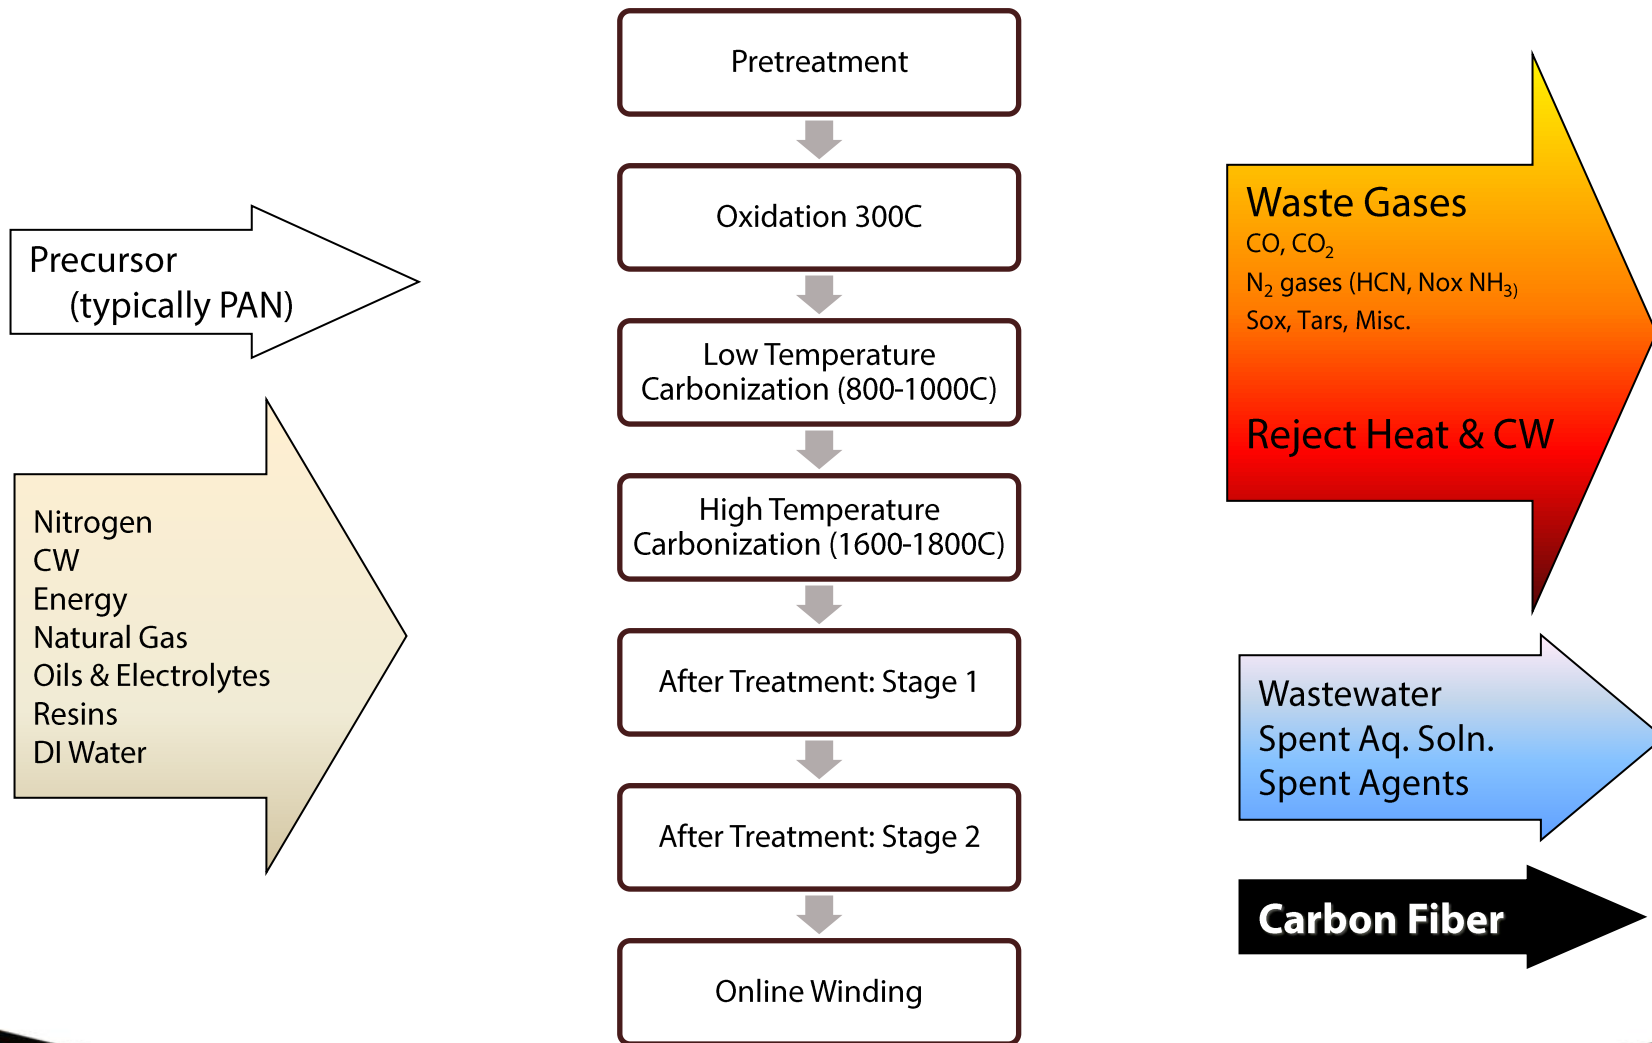 Pretreatment
Oxidation 300C
Low Temperature
Carbonization (800-1000C)
High Temperature
Carbonization (1600-1800C)
After Treatment: Stage 1
After Treatment: Stage 2
Online Winding
Precursor
(typically PAN)
Nitrogen
CW
Energy
Natural Gas
Oils & Electrolytes
Resins
DI Water
Waste Gases
CO, CO₂
N₂ gases (HCN, Nox NH₃₎
Sox, Tars, Misc.
Reject Heat & CW
Wastewater
Spent Aq. Soln.
Spent Agents
Carbon Fiber